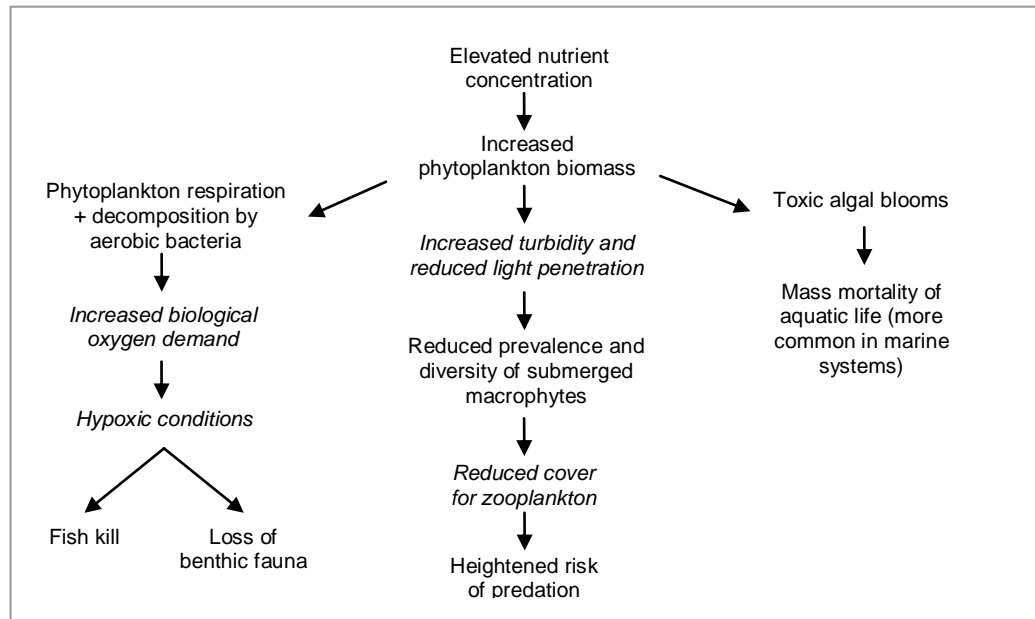 Elevated nutrient
concentration
Increased
phytoplankton biomass
Phytoplankton respiration
+ decomposition by
aerobic bacteria
Increased biological
oxygen demand
Hypoxic conditions
Fish kill
Loss of
benthic fauna
Increased turbidity and
reduced light penetration
Reduced prevalence and
diversity of submerged
macrophytes
Reduced cover
for zooplankton
Heightened risk
of predation
Toxic algal blooms
Mass mortality of
aquatic life (more
common in marine
systems)